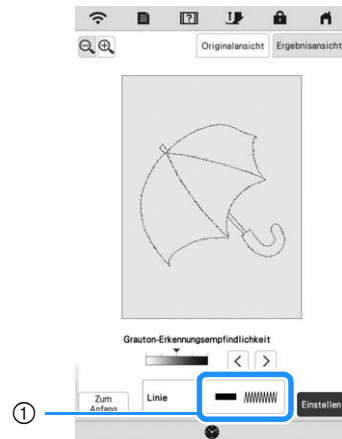 Originalansicht
Ergebnisansicht
Grauton-Erkennungsempfindlichkeit
Zum
Anfang
Linie
Einstellen
①